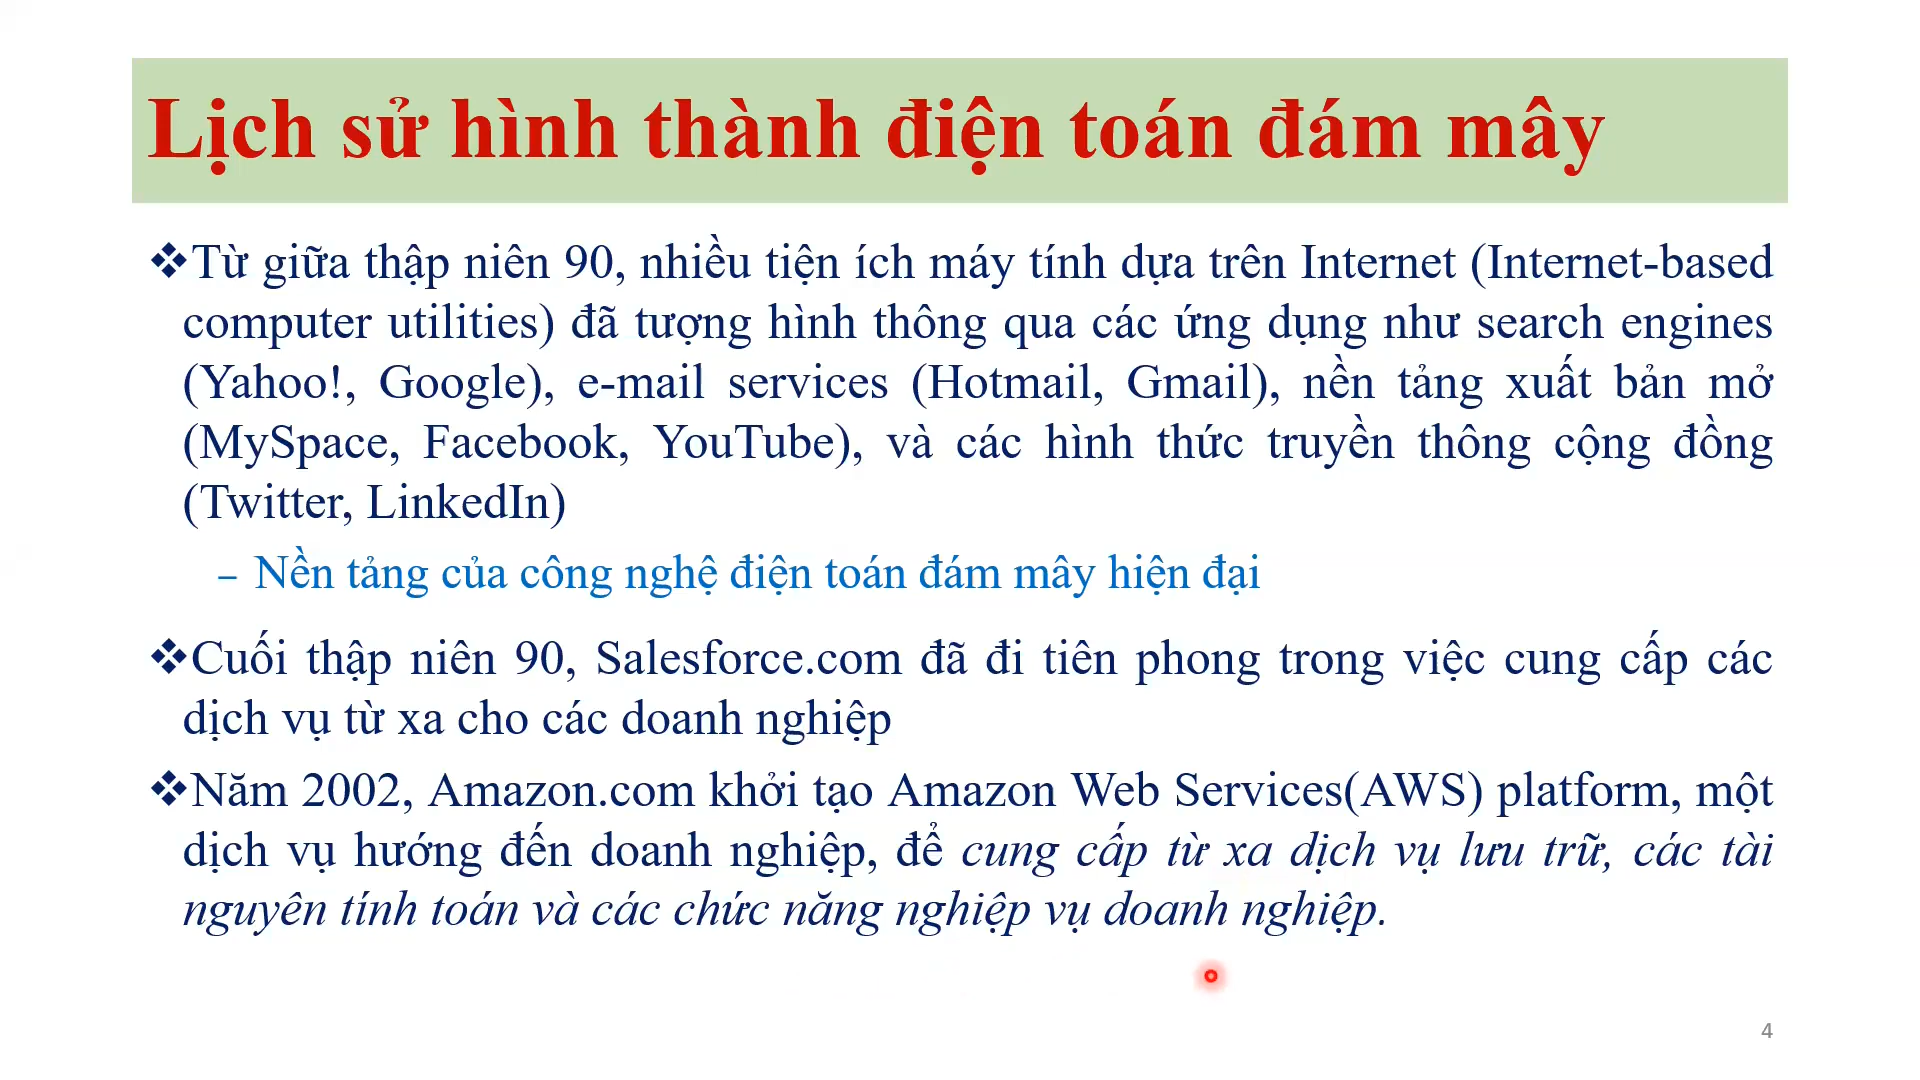 Lịch sử hình thành điện toán đám mây
❖Từ giữa thập niên 90, nhiều tiện ích máy tính dựa trên Internet (Internet-based
computer utilities) đã tượng hình thông qua các ứng dụng như search engines
(Yahoo!, Google), e-mail services (Hotmail, Gmail), nền tảng xuất bản mở
(MySpace, Facebook, YouTube), và các hình thức truyền thông cộng đồng
(Twitter, LinkedIn)
– Nền tảng của công nghệ điện toán đám mây hiện đại
❖Cuối thập niên 90, Salesforce.com đã đi tiên phong trong việc cung cấp các
dịch vụ từ xa cho các doanh nghiệp
❖Năm 2002, Amazon.com khởi tạo Amazon Web Services(AWS) platform, một
dịch vụ hướng đến doanh nghiệp, để cung cấp từ xa dịch vụ lưu trữ, các tài
nguyên tính toán và các chức năng nghiệp vụ doanh nghiệp.
4